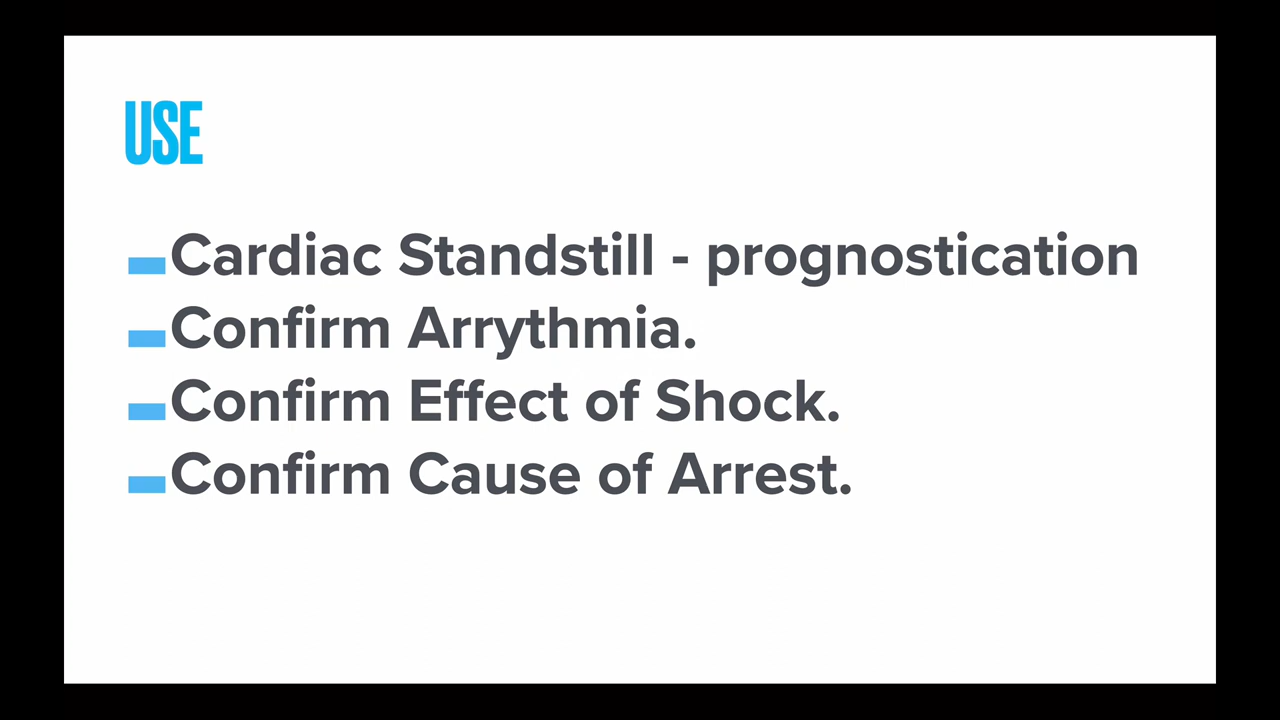 USE
Cardiac Standstill - prognostication
Confirm Arrythmia.
Confirm Effect of Shock.
Confirm Cause of Arrest.